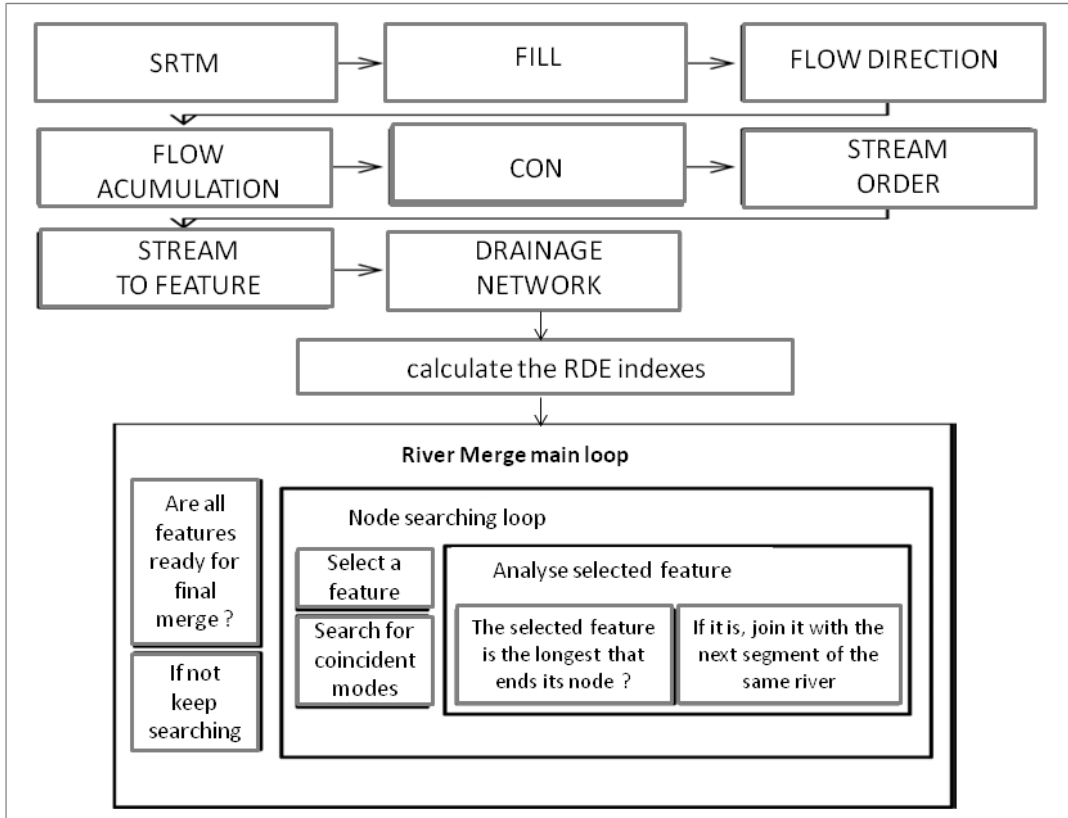 SRTM
FILL
FLOW DIRECTION
FLOW
ACUMULATION
CON
STREAM
ORDER
STREAM
TO FEATURE
DRAINAGE
NETWORK
calculate the RDE indexes
River Merge main loop
Are all
features
ready for
final
merge ?
If not
keep
searching
Node searching loop
Select a
feature
Search for
coincident
modes
Analyse selected feature
The selected feature
is the longest that
ends its node ?
If it is, join it with the
next segment of the
same river